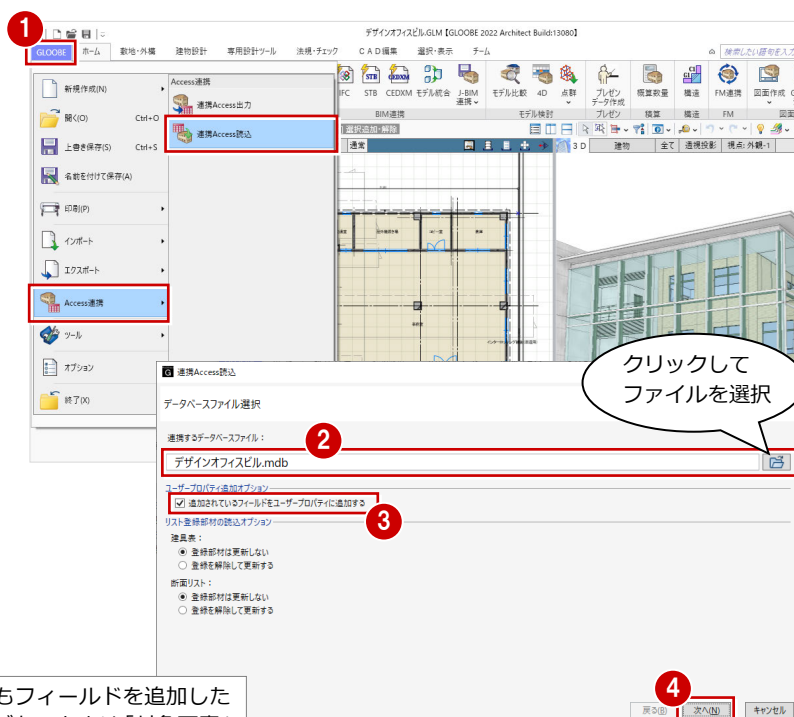 1
デザインオフィスビル.GLM【GLOOBE 2022 Architect Build:13080】
GLOOBE ホーム 敷地・外構 建物設計 専用設計ツール 法規・チェック CAD編集 選択・表示 チーム
検索したい語句を入力
新規作成(N)
開く(O) Ctrl+O
上書き保存(S) Ctrl+S
名前を付けて保存(A)
印刷(P)
インポート
エクスポート
Access連携
ツール
オプション
終了(X)
Access連携
連携Access出力
連携Access読込
IFC STB CEDXM モデル合成 J-BIM連携 モデル比較 4D 点群 プレゼンデータ作成 概算数量 構造 FM連携 図面作成
BIM連携 モデル検討 プレゼン 積算 構造 FM 図面
選択追加・解除
通常
3D 建物 全て 透視投影 視点:外観-1
クリックして
ファイルを選択
連携Access読込
データベースファイル選択
連携するデータベースファイル：
2
デザインオフィスビル.mdb
ユーザープロパティ追加オプション
追加されているフィールドをユーザープロパティに追加する
3
リスト登録部材の読込オプション
建具表：
登録部材は更新しない
登録を解除して更新する
断面リスト：
登録部材は更新しない
登録を解除して更新する
4
戻る(B) 次へ(N) キャンセル
もフィールドを追加した